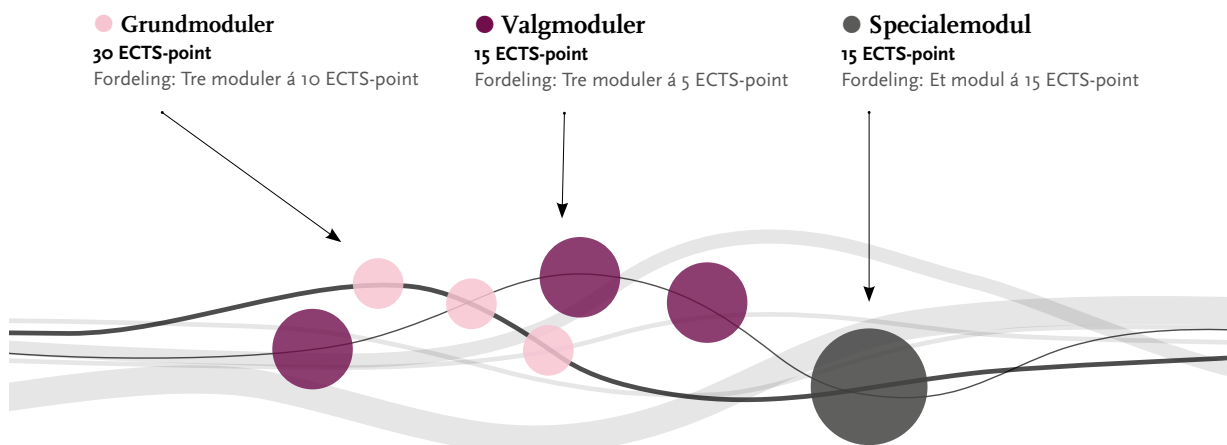 Grundmoduler
30 ECTS-point
Fordeling: Tre moduler á 10 ECTS-point
Valgmoduler
15 ECTS-point
Fordeling: Tre moduler á 5 ECTS-point
Specialemodul
15 ECTS-point
Fordeling: Et modul á 15 ECTS-point